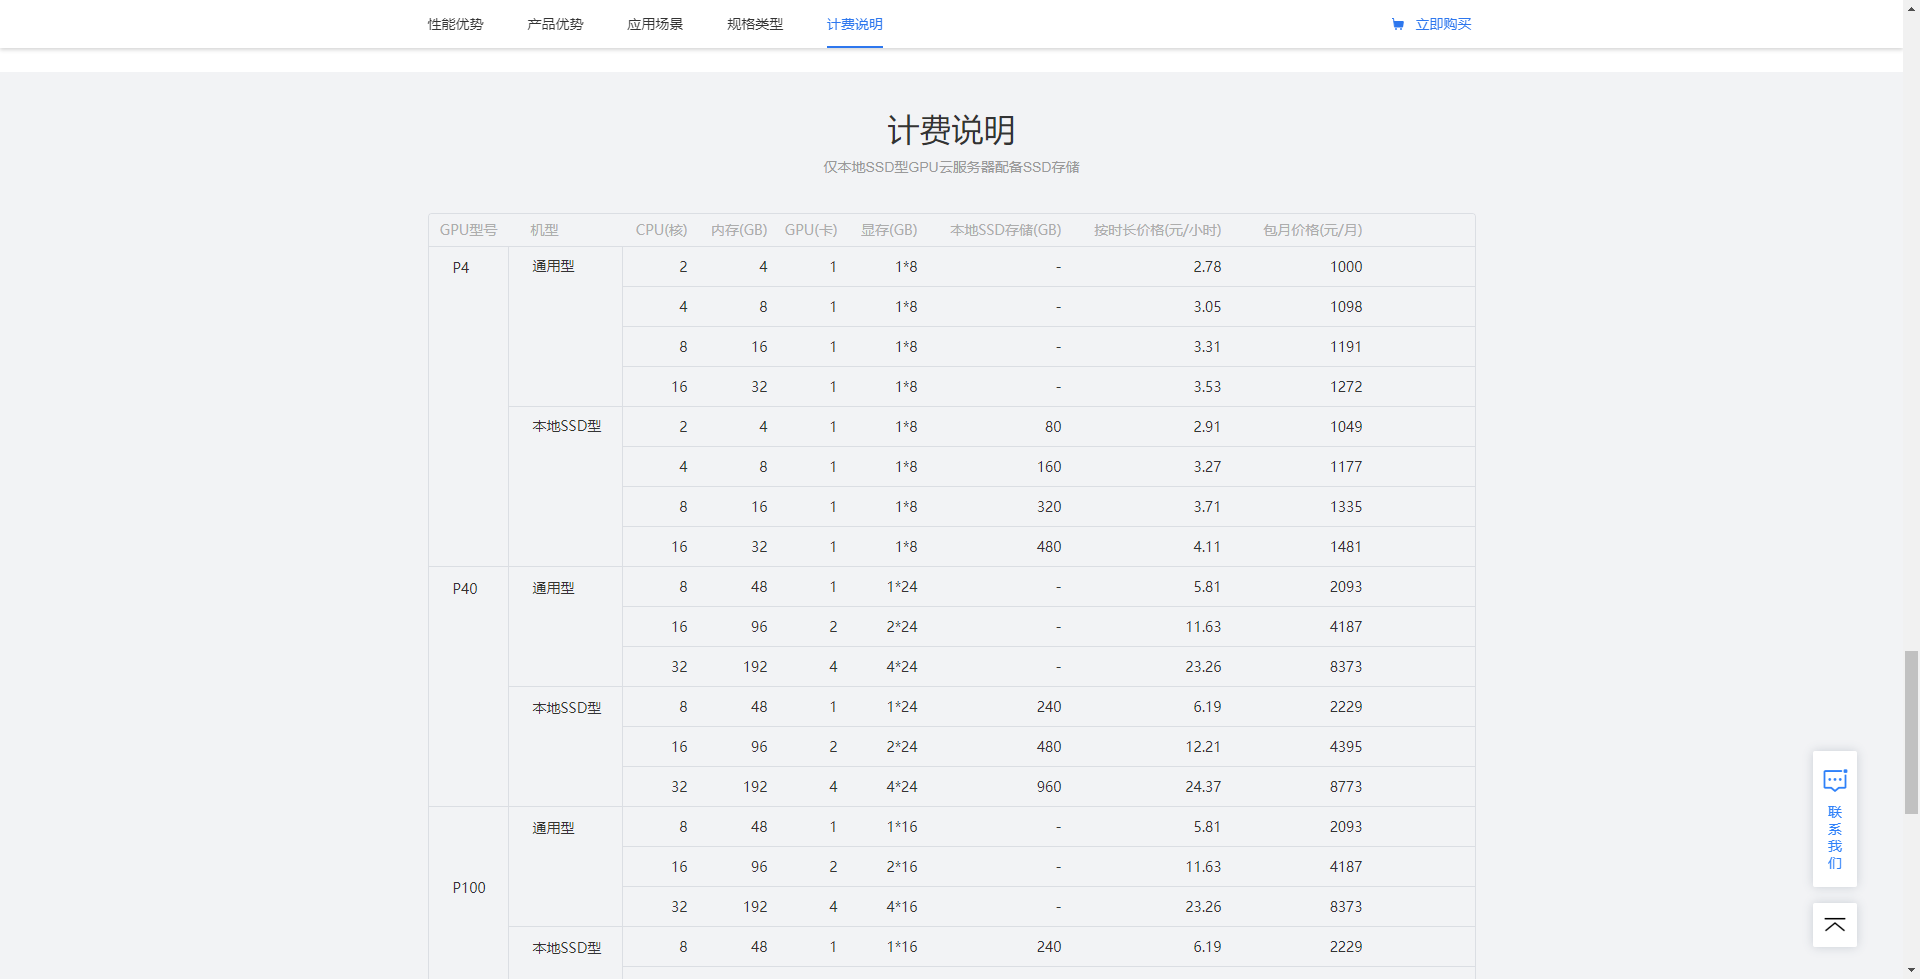 性能优势 产品优势 应用场景 规格类型 计费说明 立即购买
计费说明
仅本地SSD型GPU云服务器配备SSD存储
GPU型号 机型 CPU(核) 内存(GB) GPU(卡) 显存(GB) 本地SSD存储(GB) 按时长价格(元/小时) 包月价格(元/月)
P4 通用型 2 4 1 1*8 - 2.78 1000
4 8 1 1*8 - 3.05 1098
8 16 1 1*8 - 3.31 1191
16 32 1 1*8 - 3.53 1272
本地SSD型 2 4 1 1*8 80 2.91 1049
4 8 1 1*8 160 3.27 1177
8 16 1 1*8 320 3.71 1335
16 32 1 1*8 480 4.11 1481
P40 通用型 8 48 1 1*24 - 5.81 2093
16 96 2 2*24 - 11.63 4187
32 192 4 4*24 - 23.26 8373
本地SSD型 8 48 1 1*24 240 6.19 2229
16 96 2 2*24 480 12.21 4395
32 192 4 4*24 960 24.37 8773
通用型 8 48 1 1*16 - 5.81 2093
16 96 2 2*16 - 11.63 4187
P100
32 192 4 4*16 - 23.26 8373
本地SSD型 8 48 1 1*16 240 6.19 2229
联
系
我
们